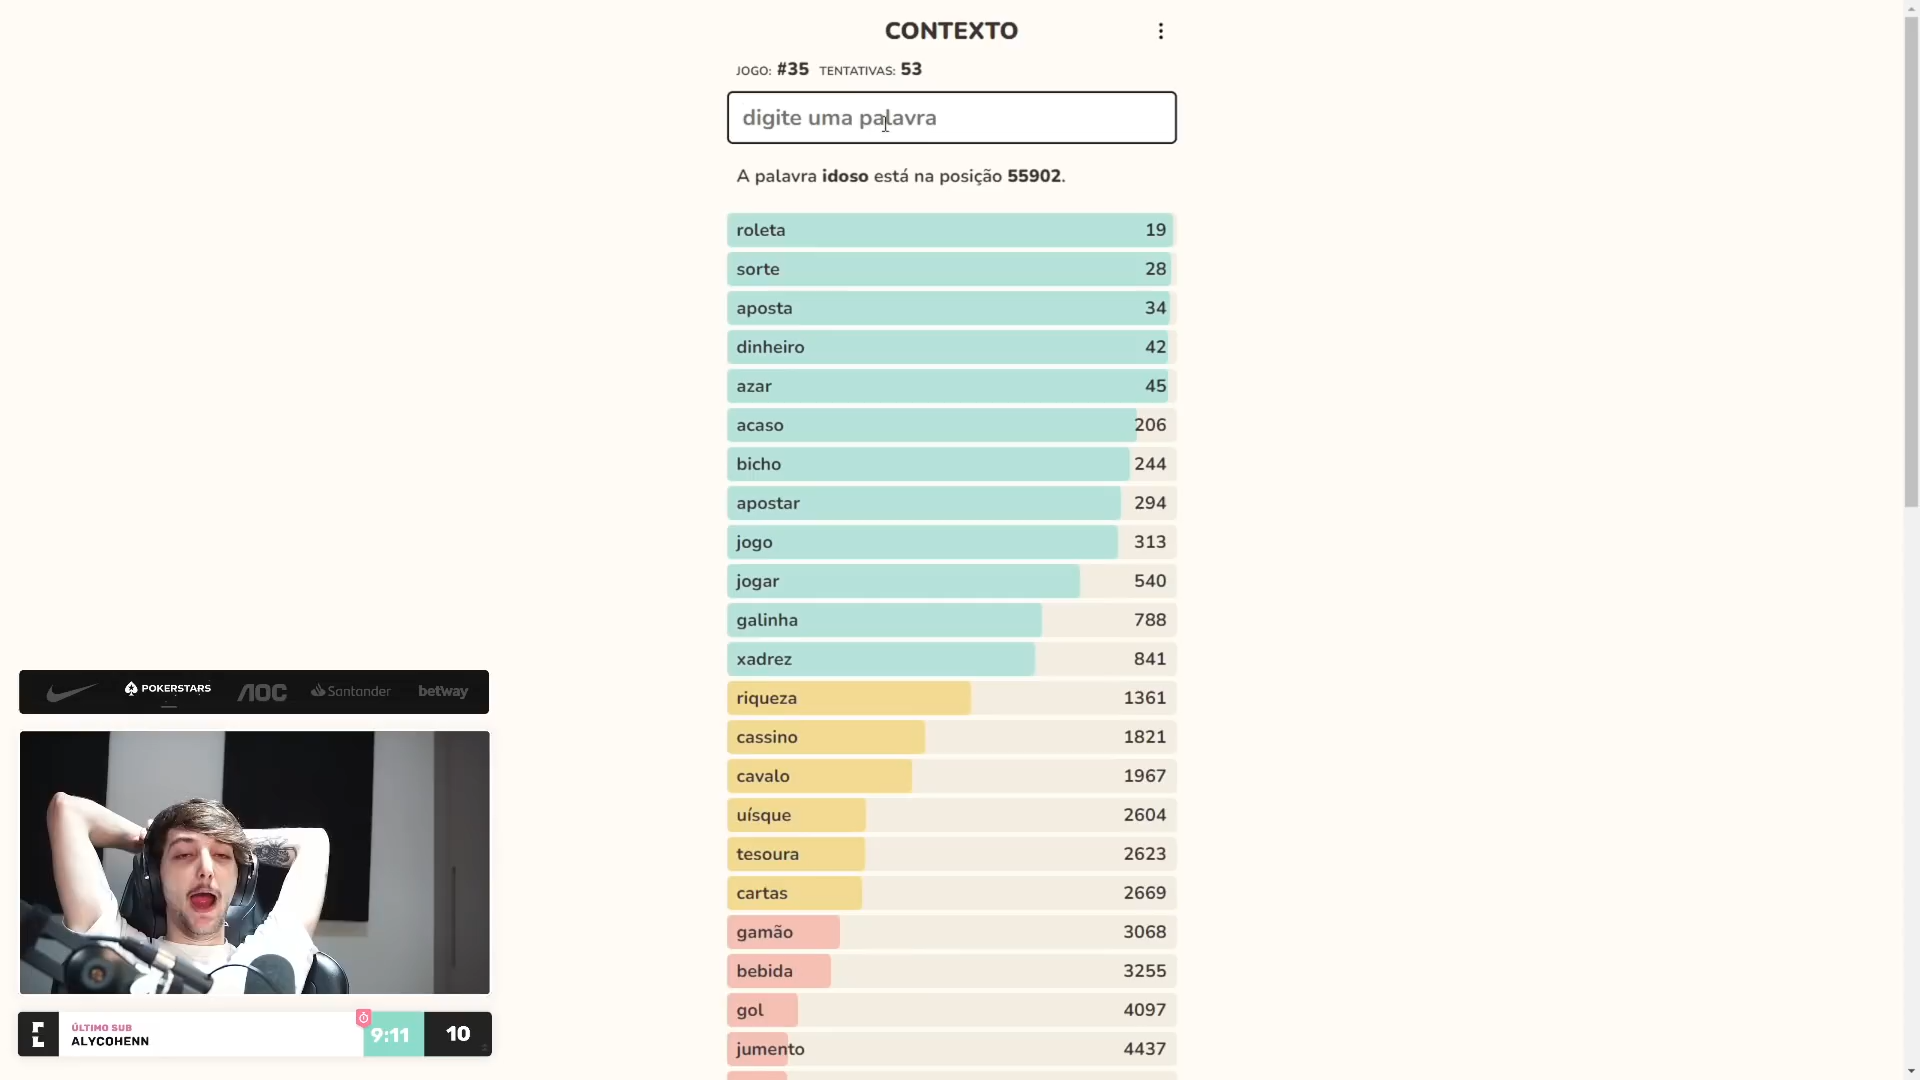 CONTEXTO
JOGO: #35 TENTATIVAS: 53
digite uma palavra
A palavra idoso está na posição 55902.
roleta 19
sorte 28
aposta 34
dinheiro 42
azar 45
acaso 206
bicho 244
apostar 294
jogo 313
jogar 540
galinha 788
xadrez 841
riqueza 1361
cassino 1821
cavalo 1967
uísque 2604
tesoura 2623
cartas 2669
gamão 3068
bebida 3255
gol 4097
jumento 4437
POKERSTARS AOC Santander betway
ÚLTIMO SUB
ALYCOHENN
9:11 10